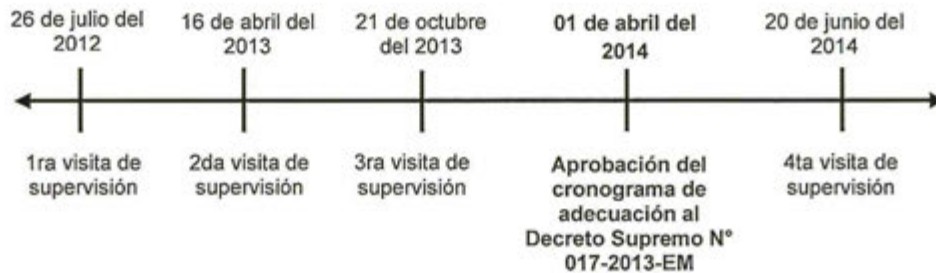 26 de julio del
2012
16 de abril del
2013
21 de octubre
del 2013
01 de abril del
2014
20 de junio del
2014
1ra visita de
supervisión
2da visita de
supervisión
3ra visita de
supervisión
Aprobación del
cronograma de
adecuación al
Decreto Supremo N°
017-2013-EM
4ta visita de
supervisión